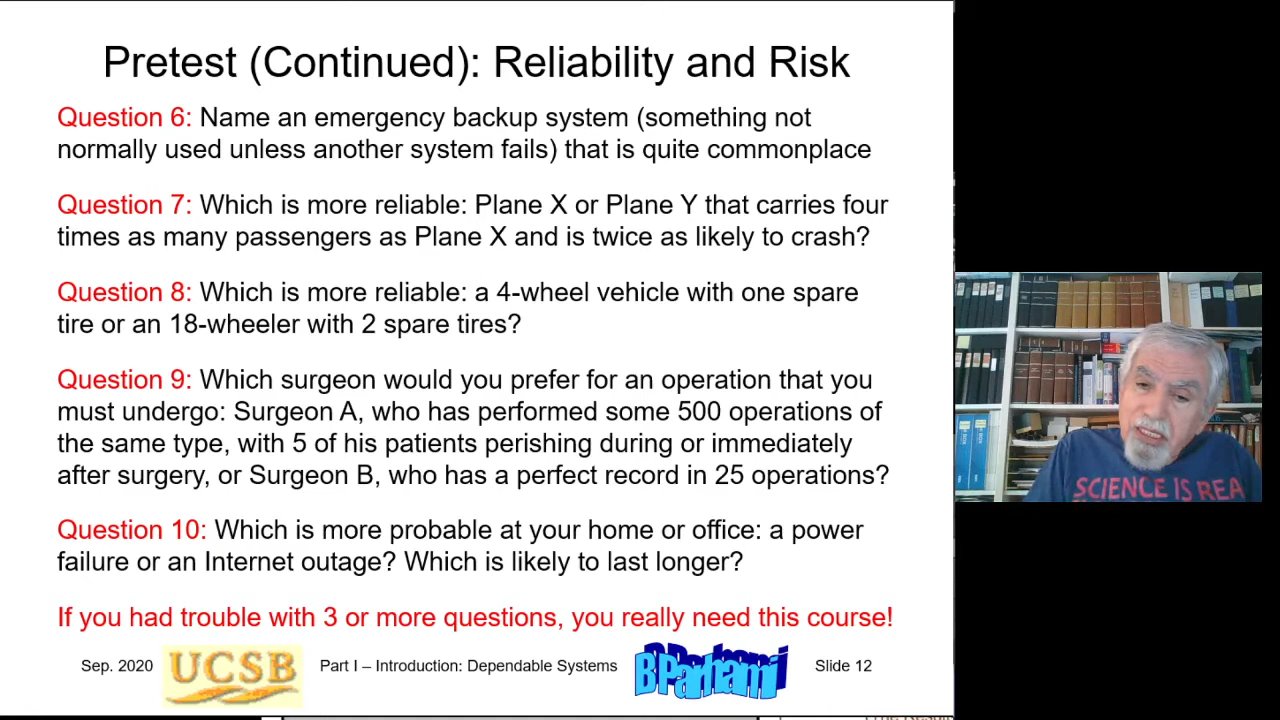 Pretest (Continued): Reliability and Risk
Question 6: Name an emergency backup system (something not
normally used unless another system fails) that is quite commonplace
Question 7: Which is more reliable: Plane X or Plane Y that carries four
times as many passengers as Plane X and is twice as likely to crash?
Question 8: Which is more reliable: a 4-wheel vehicle with one spare
tire or an 18-wheeler with 2 spare tires?
Question 9: Which surgeon would you prefer for an operation that you
must undergo: Surgeon A, who has performed some 500 operations of
the same type, with 5 of his patients perishing during or immediately
after surgery, or Surgeon B, who has a perfect record in 25 operations?
Question 10: Which is more probable at your home or office: a power
failure or an Internet outage? Which is likely to last longer?
If you had trouble with 3 or more questions, you really need this course!
Sep. 2020
UCSB
Part I – Introduction: Dependable Systems
B Parhami
Slide 12
SCIENCE IS REA